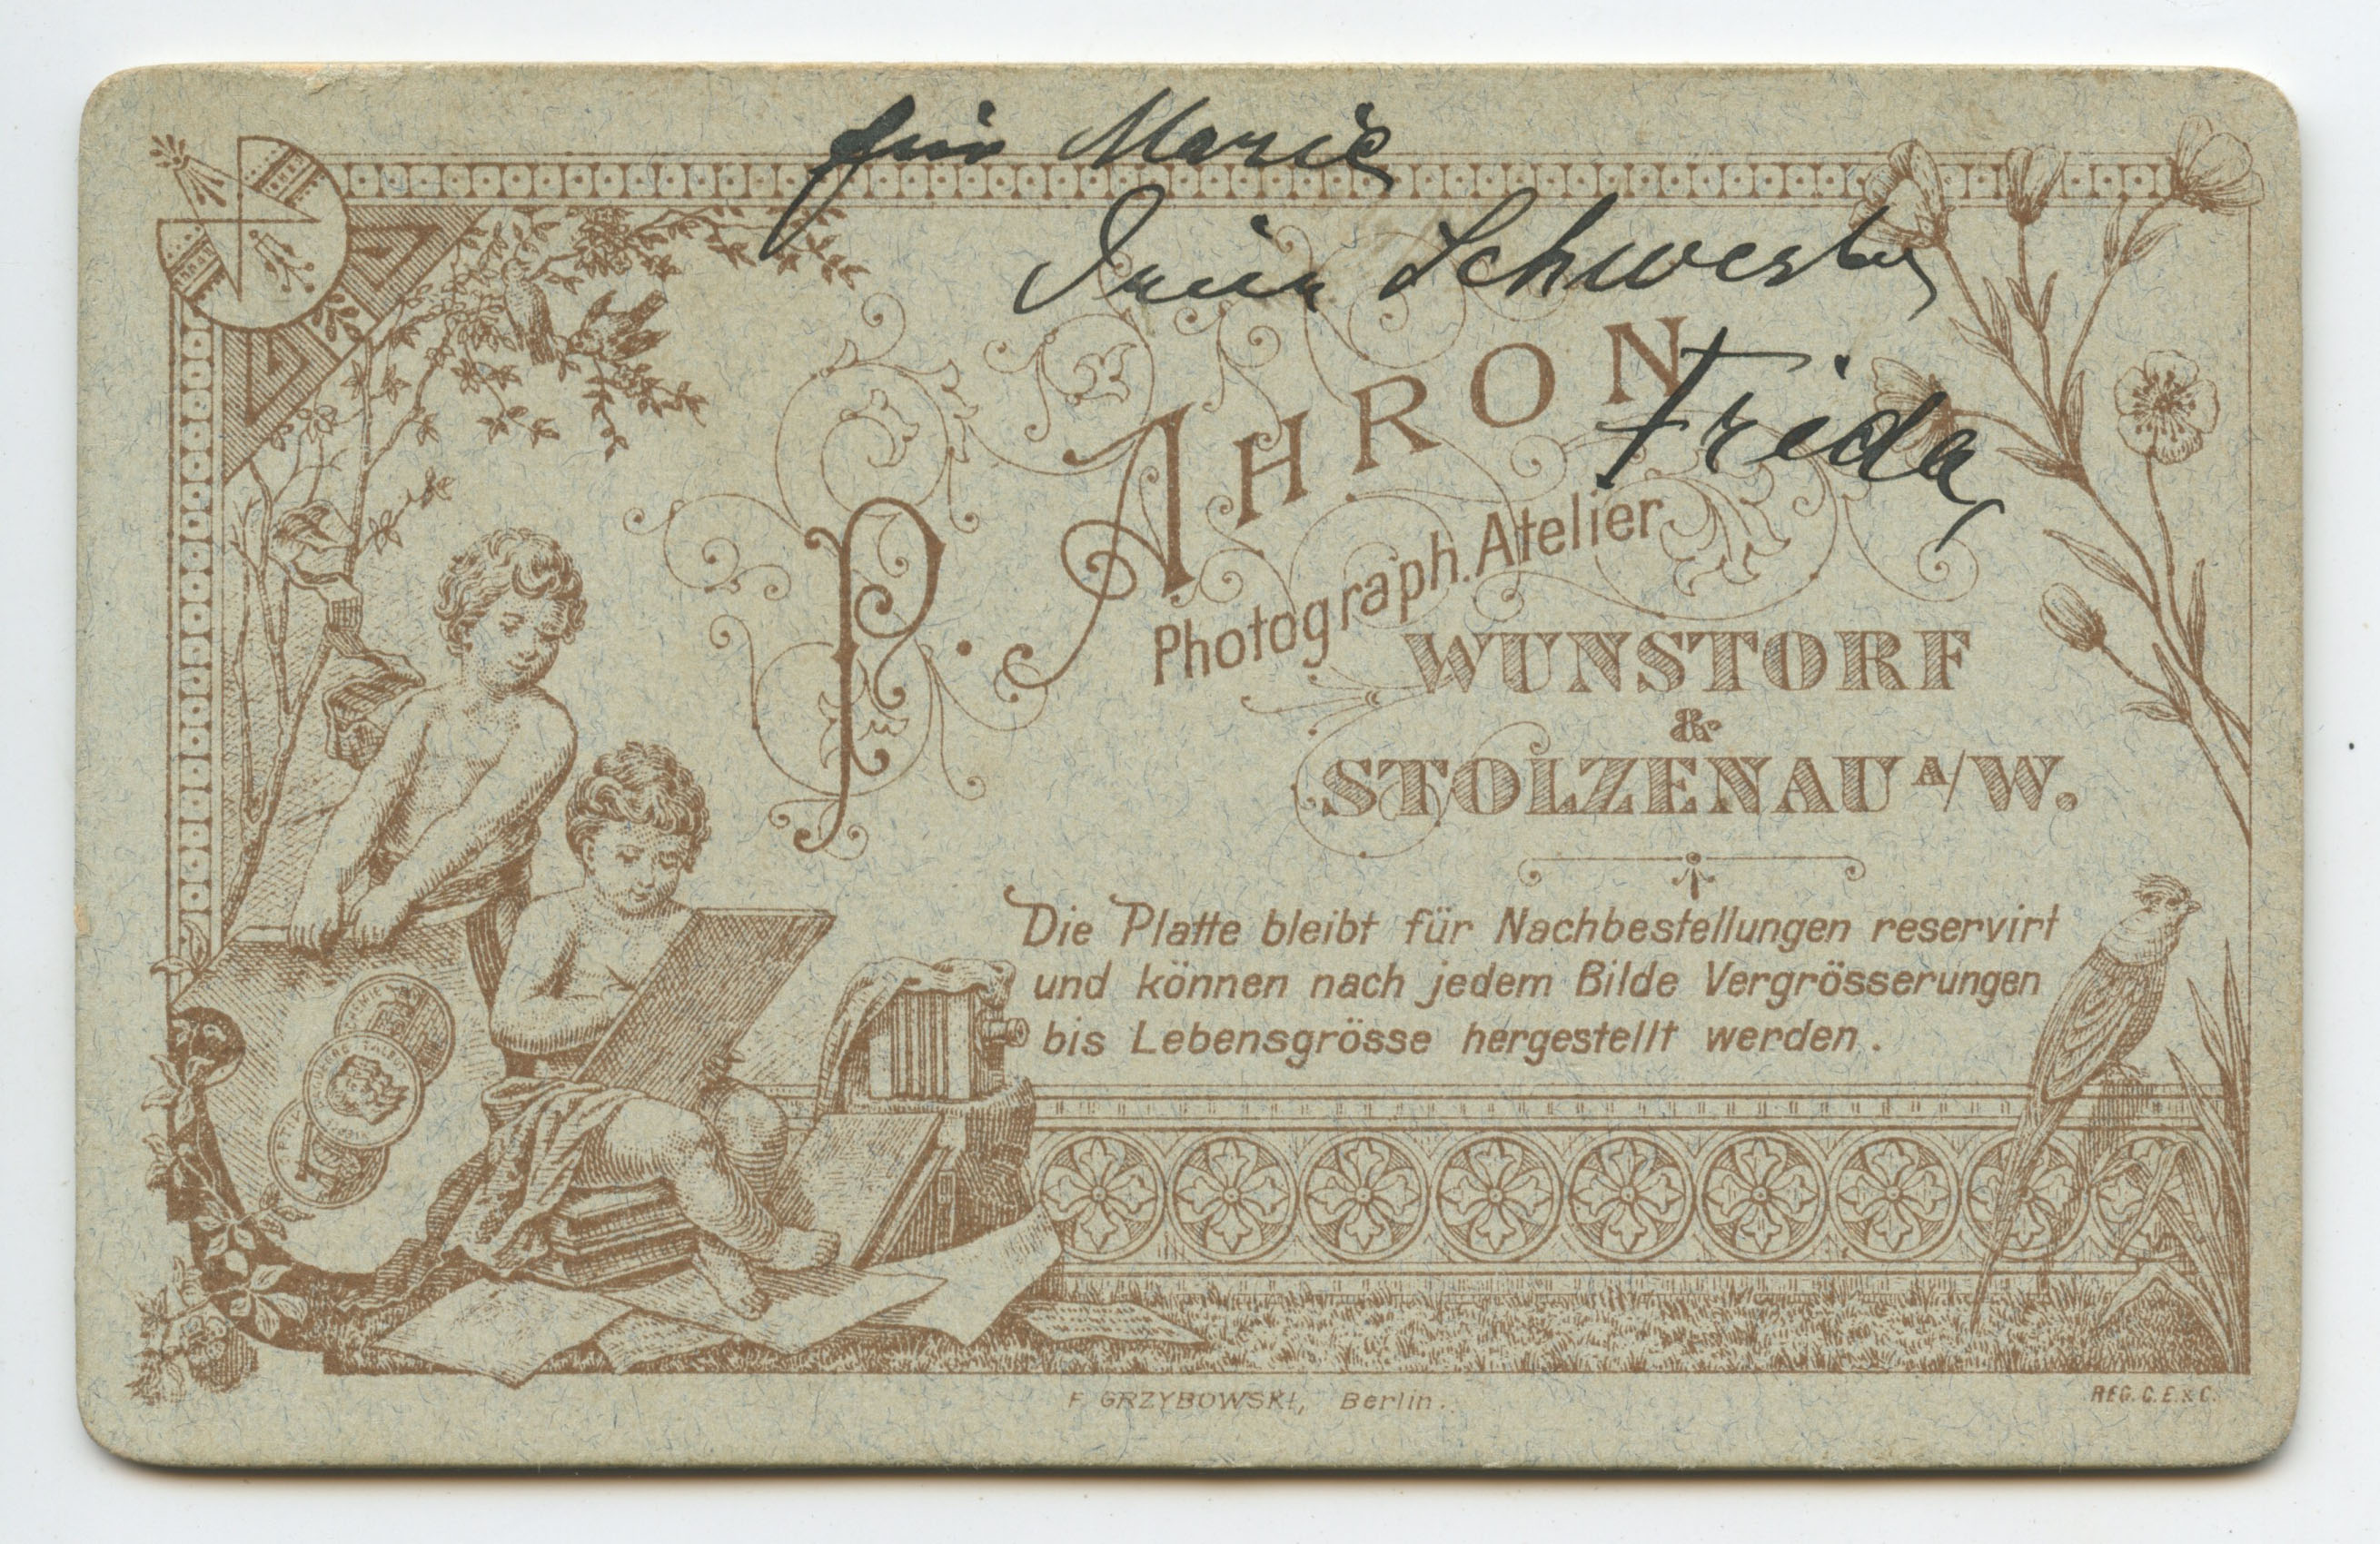 für Marie
Deine Schwester
Frieda
P. AHRON
Photograph. Atelier
WUNSTORF
&
STOLZENAU A/W.
Die Platte bleibt für Nachbestellungen reservirt
und können nach jedem Bilde Vergrösserungen
bis Lebensgrösse hergestellt werden.
F. GRZYBOWSKI, Berlin.
REG. C. E. & C.